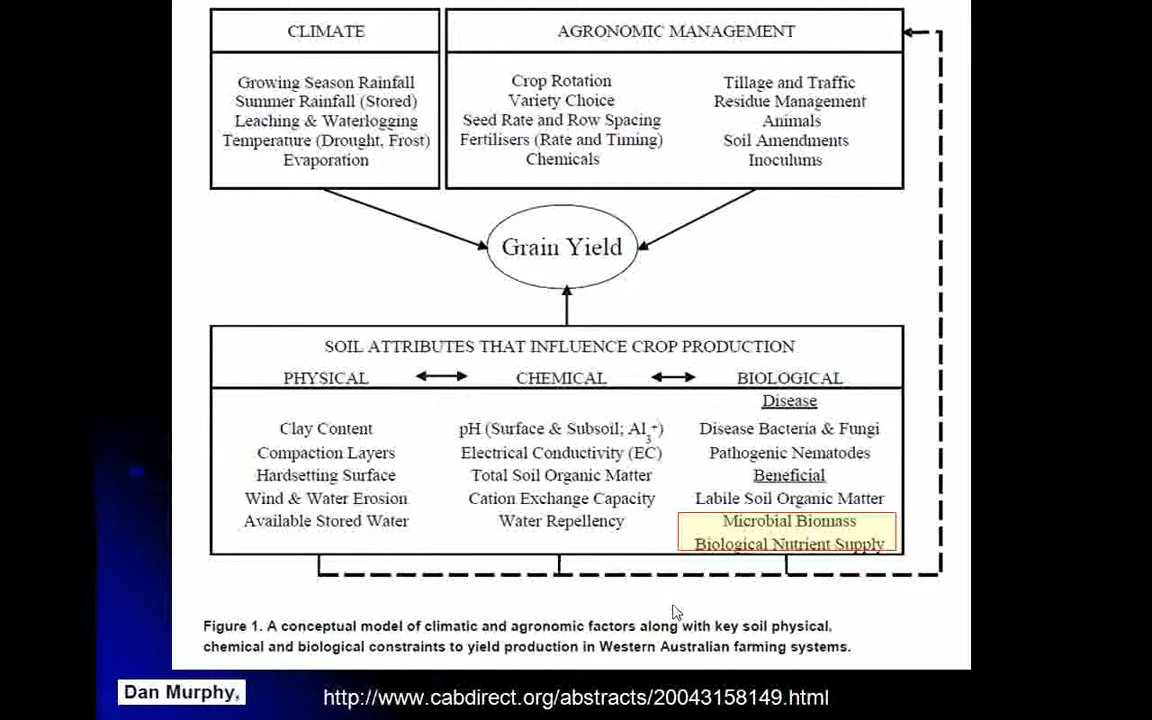 CLIMATE
Growing Season Rainfall
Summer Rainfall (Stored)
Leaching & Waterlogging
Temperature (Drought, Frost)
Evaporation
AGRONOMIC MANAGEMENT
Crop Rotation
Variety Choice
Seed Rate and Row Spacing
Fertilisers (Rate and Timing)
Chemicals
Tillage and Traffic
Residue Management
Animals
Soil Amendments
Inoculums
Grain Yield
SOIL ATTRIBUTES THAT INFLUENCE CROP PRODUCTION
PHYSICAL
Clay Content
Compaction Layers
Hardsetting Surface
Wind & Water Erosion
Available Stored Water
CHEMICAL
pH (Surface & Subsoil; Al3+)
Electrical Conductivity (EC)
Total Soil Organic Matter
Cation Exchange Capacity
Water Repellency
BIOLOGICAL
Disease
Disease Bacteria & Fungi
Pathogenic Nematodes
Beneficial
Labile Soil Organic Matter
Microbial Biomass
Biological Nutrient Supply
Figure 1. A conceptual model of climatic and agronomic factors along with key soil physical,
chemical and biological constraints to yield production in Western Australian farming systems.
Dan Murphy,
http://www.cabdirect.org/abstracts/20043158149.html